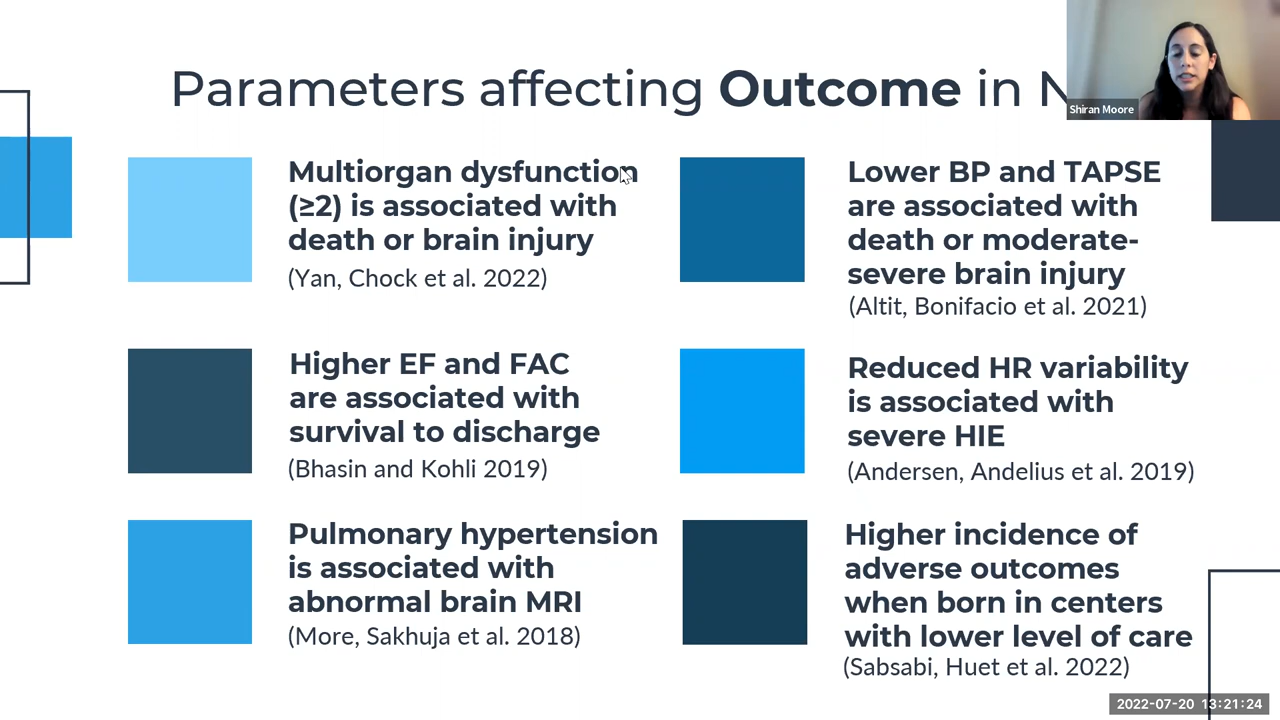 Parameters affecting Outcome in N
Shiran Moore
Multiorgan dysfunction
(≥2) is associated with
death or brain injury
(Yan, Chock et al. 2022)
Lower BP and TAPSE
are associated with
death or moderate-
severe brain injury
(Altit, Bonifacio et al. 2021)
Higher EF and FAC
are associated with
survival to discharge
(Bhasin and Kohli 2019)
Reduced HR variability
is associated with
severe HIE
(Andersen, Andelius et al. 2019)
Pulmonary hypertension
is associated with
abnormal brain MRI
(More, Sakhuja et al. 2018)
Higher incidence of
adverse outcomes
when born in centers
with lower level of care
(Sabsabi, Huet et al. 2022)
2022-07-20 13:21:24